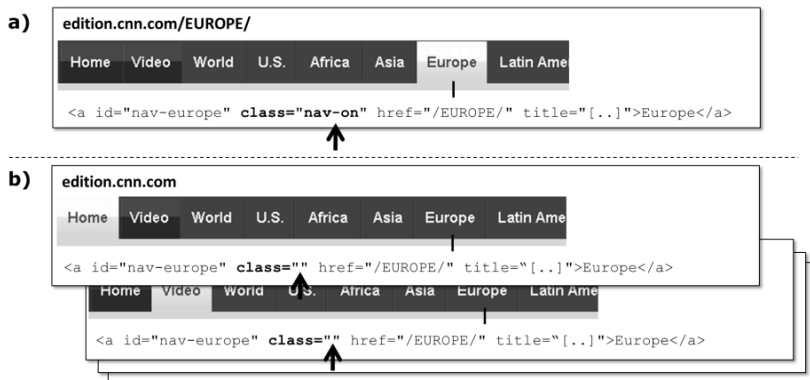 a)
edition.cnn.com/EUROPE/
Home Video World U.S. Africa Asia Europe Latin Ame
<a id="nav-europe" class="nav-on" href="/EUROPE/" title="[..]">Europe</a>
b)
edition.cnn.com
Home Video World U.S. Africa Asia Europe Latin Ame
<a id="nav-europe" class="" href="/EUROPE/" title=“[..]">Europe</a>
Home Video World U.S. Africa Asia Europe Latin Ame
<a id="nav-europe" class="" href="/EUROPE/" title=“[..]">Europe</a>